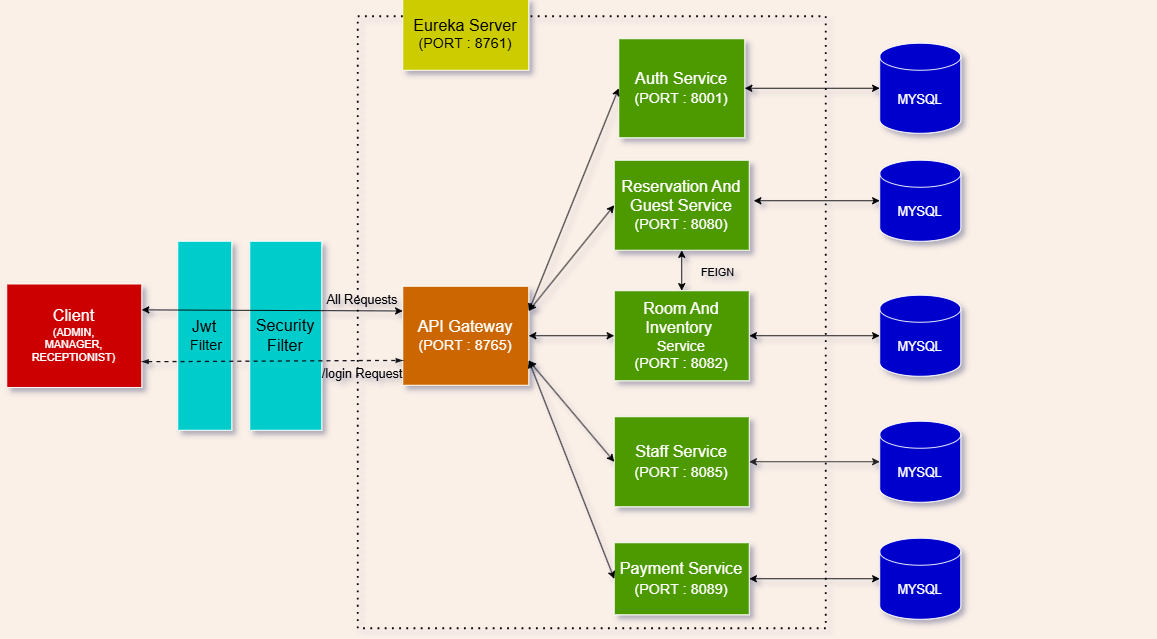 Eureka Server
(PORT : 8761)
Auth Service
(PORT : 8001)
MYSQL
Reservation And
Guest Service
(PORT : 8080)
MYSQL
FEIGN
Client
(ADMIN,
MANAGER,
RECEPTIONIST)
Jwt
Filter
Security
Filter
All Requests
/login Request
API Gateway
(PORT : 8765)
Room And
Inventory
Service
(PORT : 8082)
MYSQL
Staff Service
(PORT : 8085)
MYSQL
Payment Service
(PORT : 8089)
MYSQL